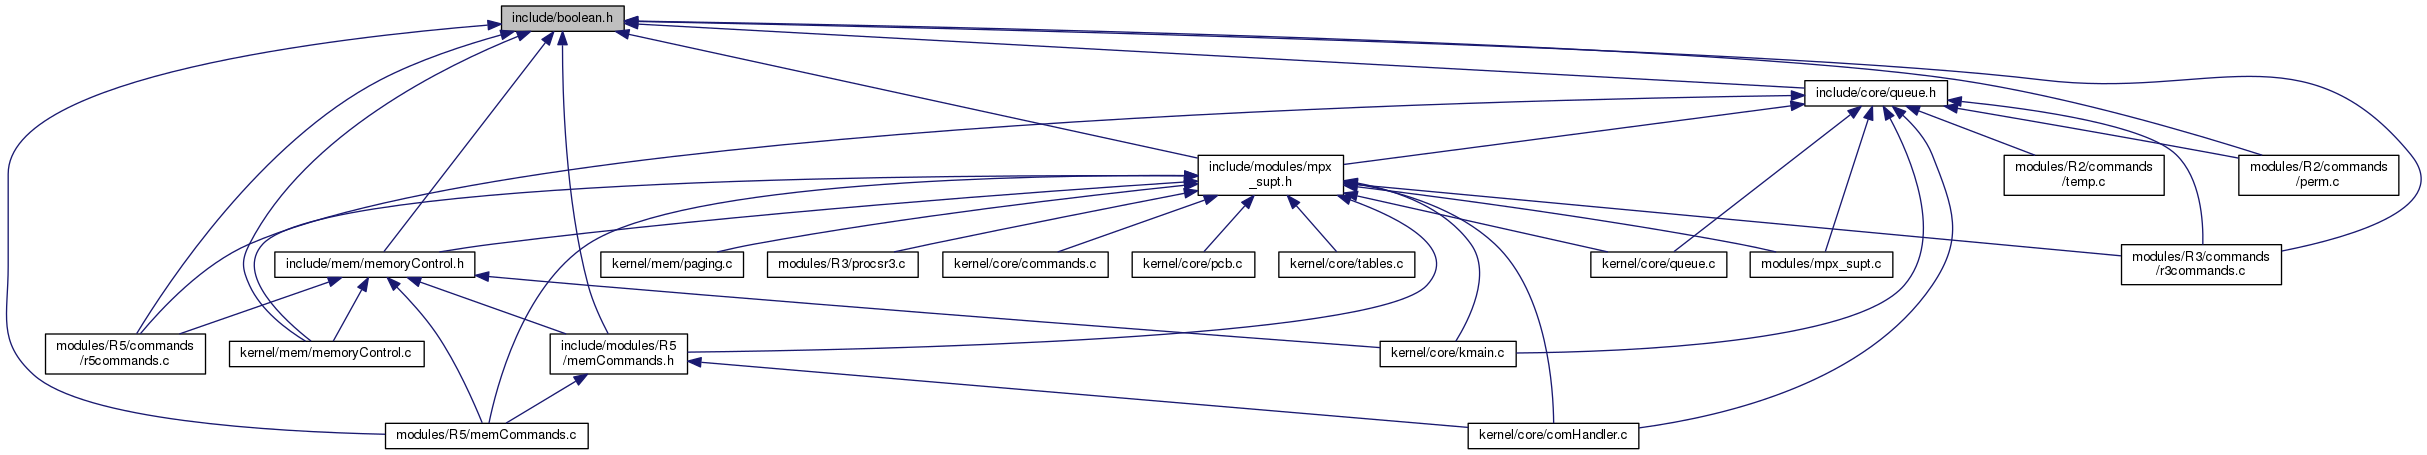 include/boolean.h
include/core/queue.h
include/modules/mpx
_supt.h
modules/R2/commands
/temp.c
modules/R2/commands
/perm.c
include/mem/memoryControl.h
kernel/mem/paging.c
modules/R3/procsr3.c
kernel/core/commands.c
kernel/core/pcb.c
kernel/core/tables.c
kernel/core/queue.c
modules/mpx_supt.c
modules/R3/commands
/r3commands.c
modules/R5/commands
/r5commands.c
kernel/mem/memoryControl.c
include/modules/R5
/memCommands.h
kernel/core/kmain.c
modules/R5/memCommands.c
kernel/core/comHandler.c